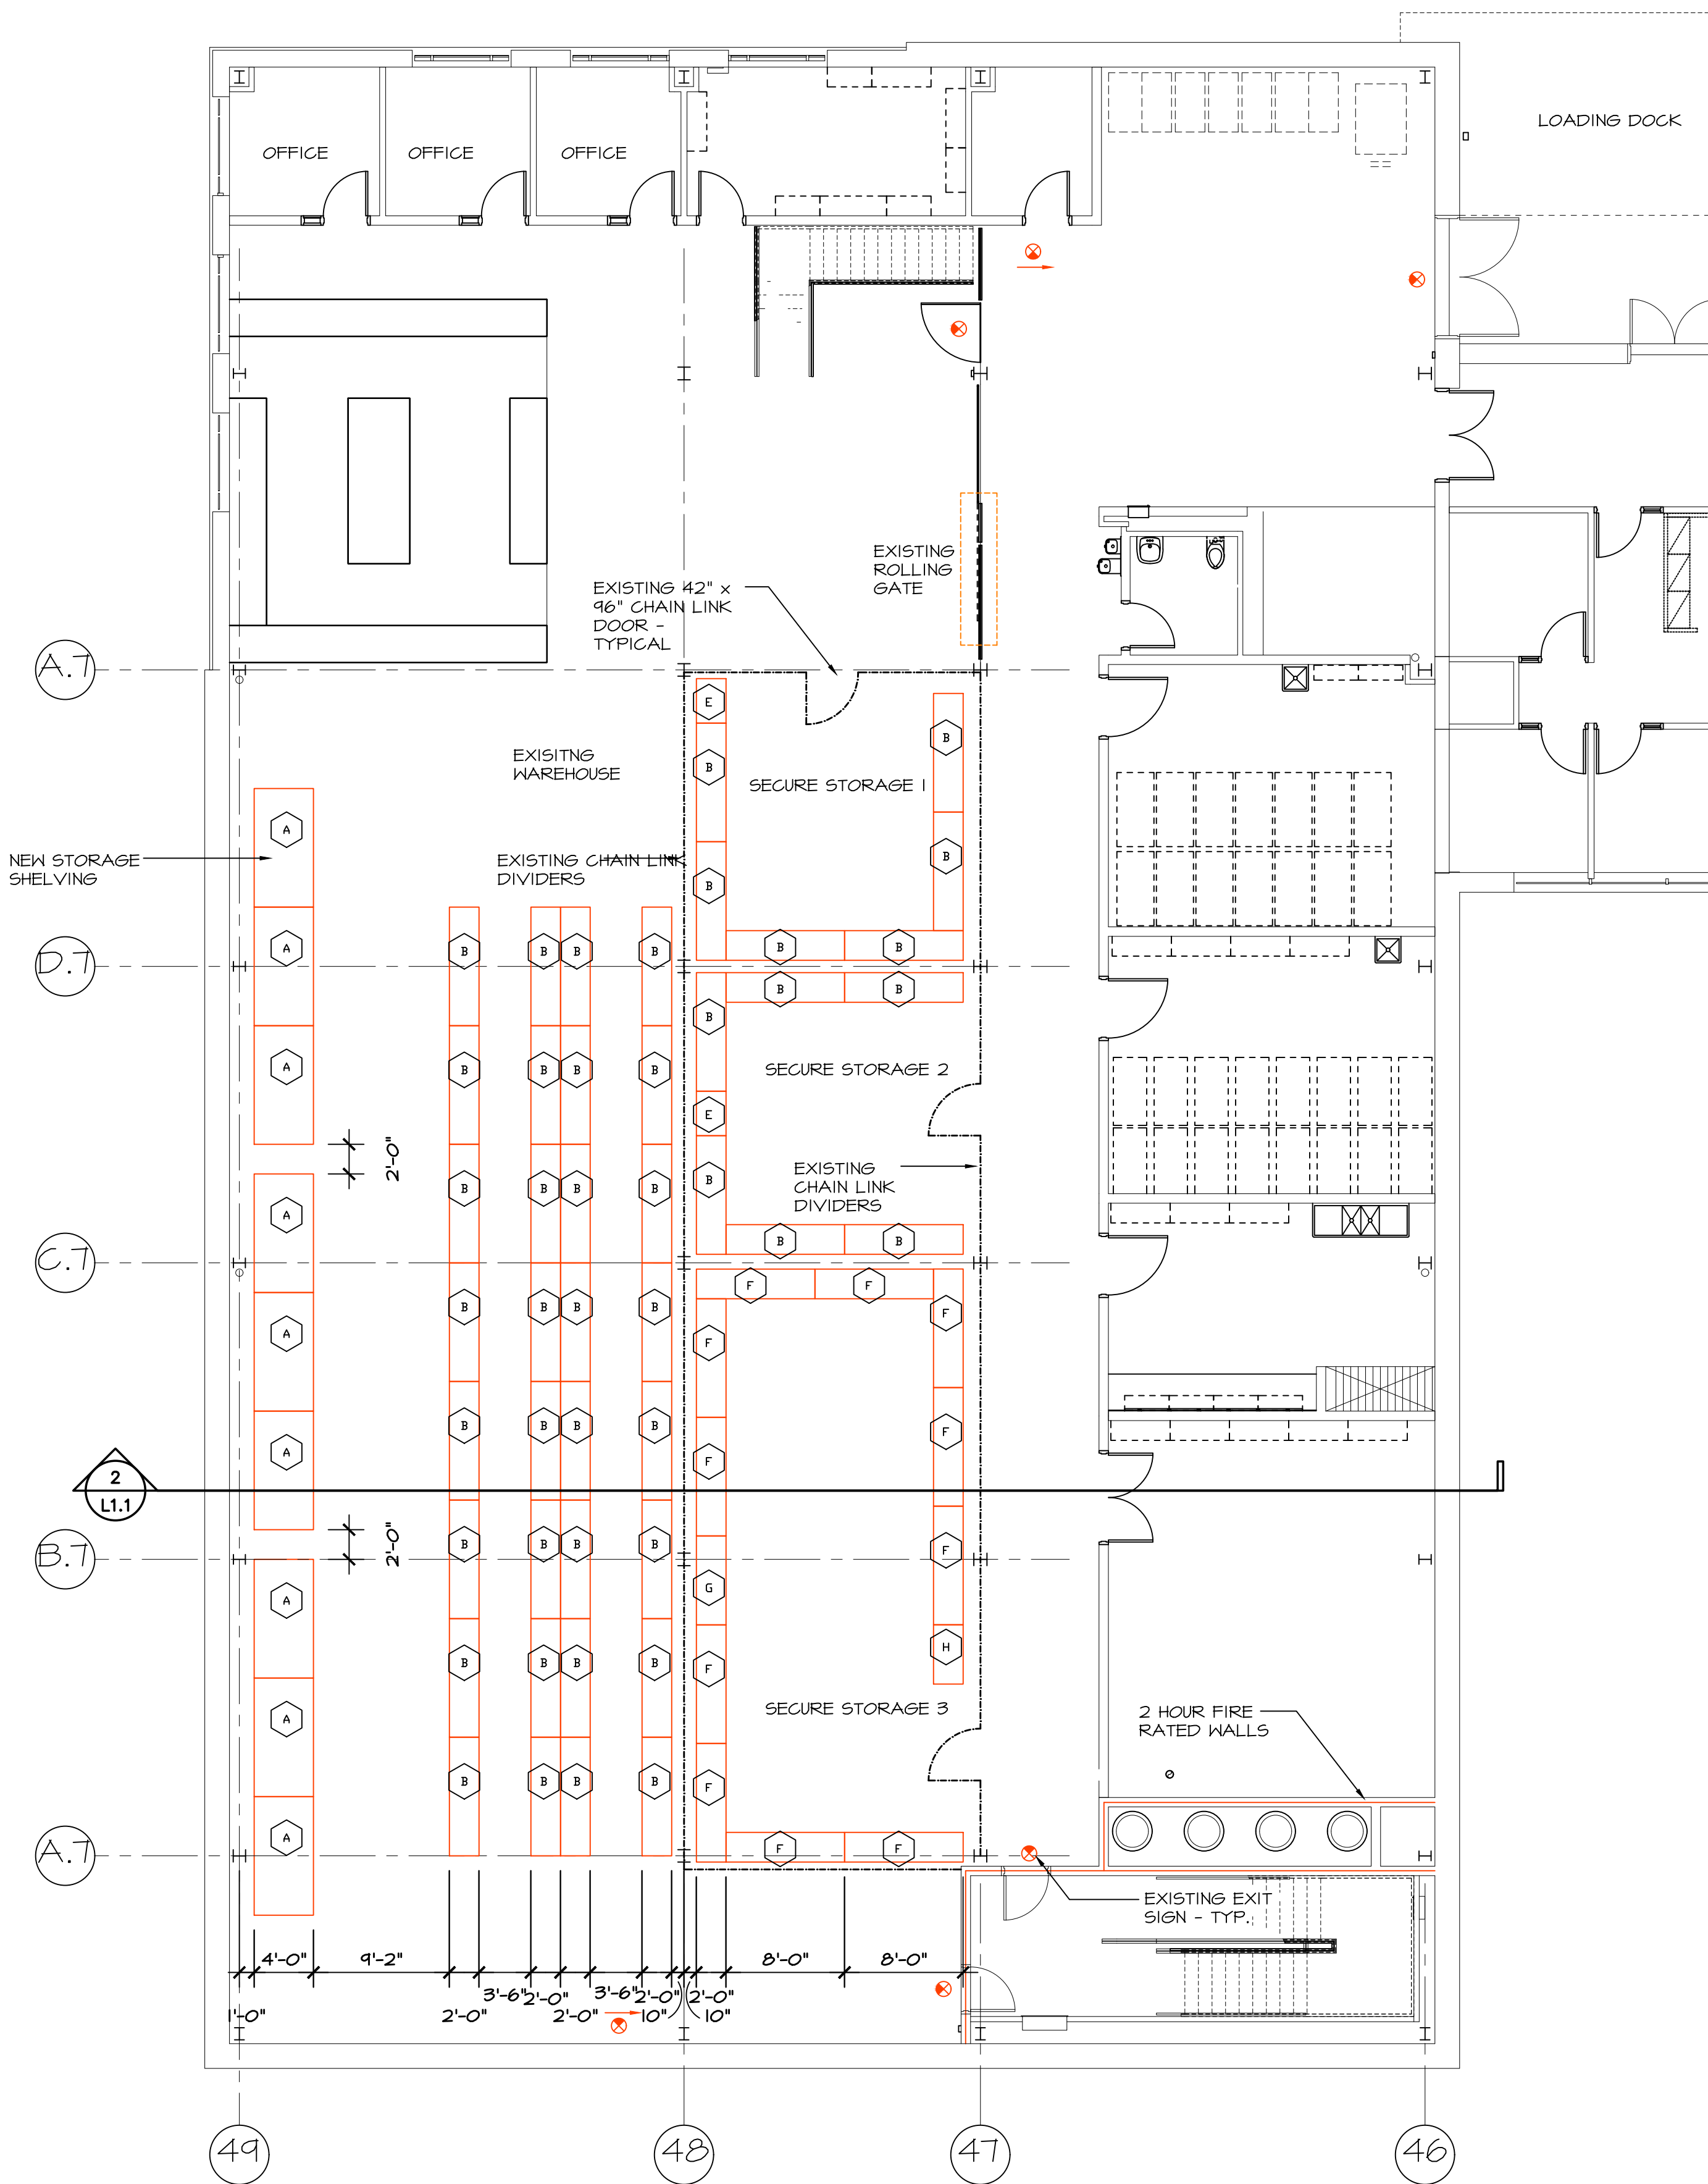 LOADING DOCK
OFFICE
OFFICE
OFFICE
EXISTING
ROLLING
GATE
EXISTING 42" x
96" CHAIN LINK
DOOR -
TYPICAL
A.7
E
B
B
EXISITNG
WAREHOUSE
SECURE STORAGE 1
A
NEW STORAGE
SHELVING
EXISTING CHAIN LINK
DIVIDERS
B
B
A
B
B
B
B
B
B
D.7
B
B
B
A
B
B
B
B
SECURE STORAGE 2
E
2'-0"
EXISTING
CHAIN LINK
DIVIDERS
B
B
B
B
B
A
B
B
C.7
F
F
B
B
B
B
F
A
F
B
B
B
B
F
A
F
2
L1.1
B
B
B
B
F
2'-0"
B.7
A
G
B
B
B
B
H
F
SECURE STORAGE 3
2 HOUR FIRE
RATED WALLS
A
B
B
B
B
F
A
F
F
A.7
EXISTING EXIT
SIGN - TYP.
4'-0"
9'-2"
8'-0"
8'-0"
3'-6"
2'-0"
3'-6"
2'-0"
2'-0"
1'-0"
2'-0"
2'-0"
10"
10"
49
48
47
46